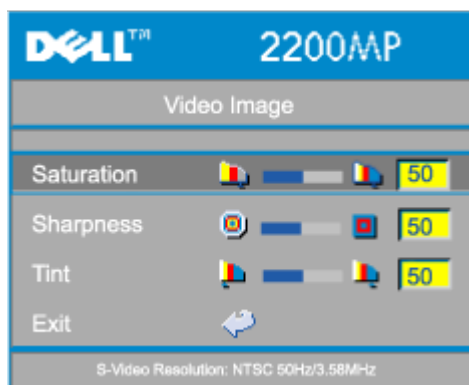 DELL™ 2200MP
Video Image
Saturation 50
Sharpness 50
Tint 50
Exit
S-Video Resolution: NTSC 50Hz/3.58MHz